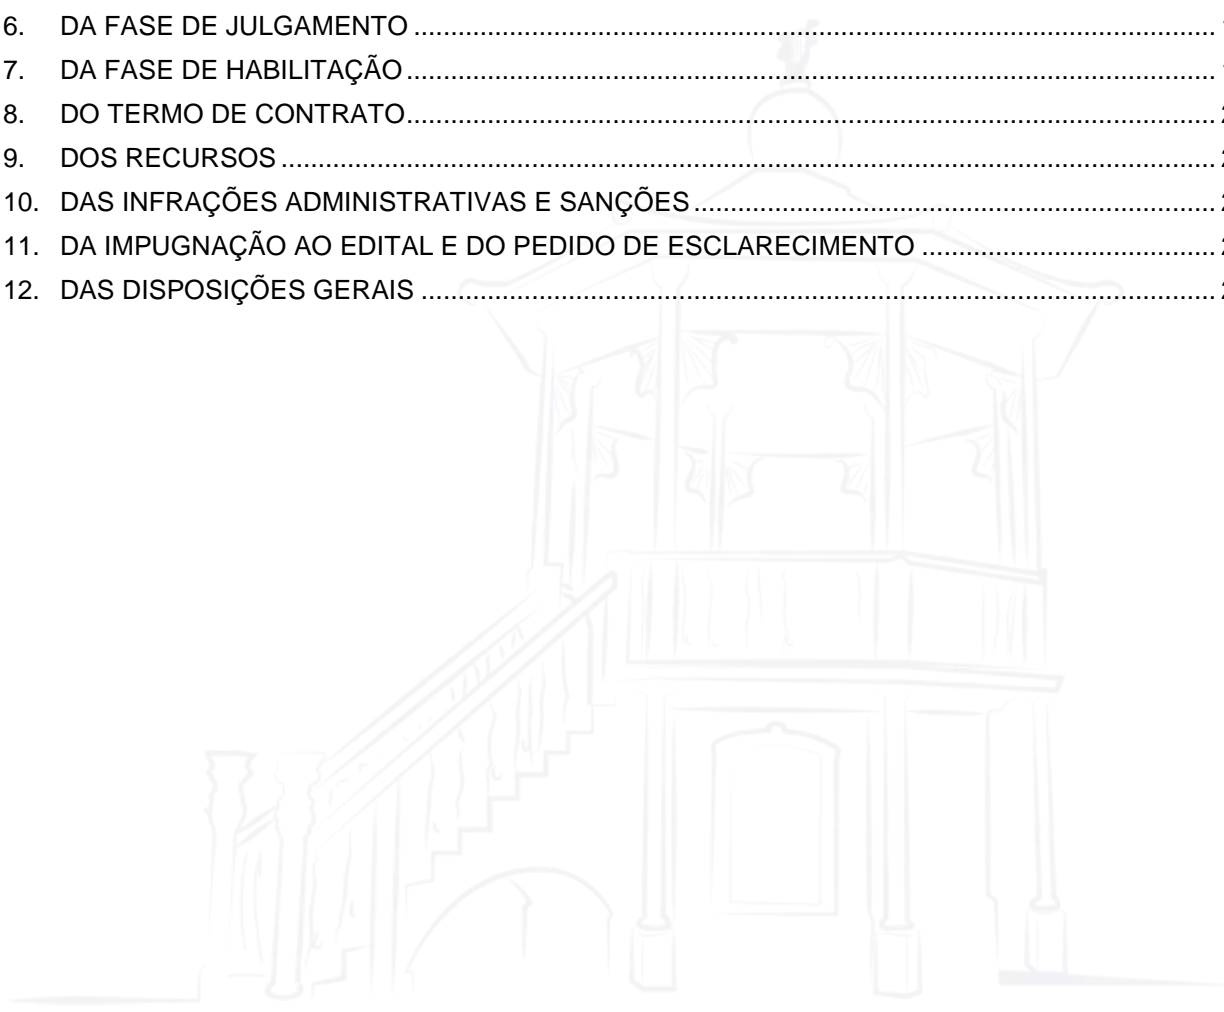 6. DA FASE DE JULGAMENTO ........................................................................................................
7. DA FASE DE HABILITAÇÃO ........................................................................................................
8. DO TERMO DE CONTRATO ........................................................................................................
9. DOS RECURSOS ........................................................................................................
10. DAS INFRAÇÕES ADMINISTRATIVAS E SANÇÕES ........................................................................
11. DA IMPUGNAÇÃO AO EDITAL E DO PEDIDO DE ESCLARECIMENTO ........................................
12. DAS DISPOSIÇÕES GERAIS ........................................................................................................